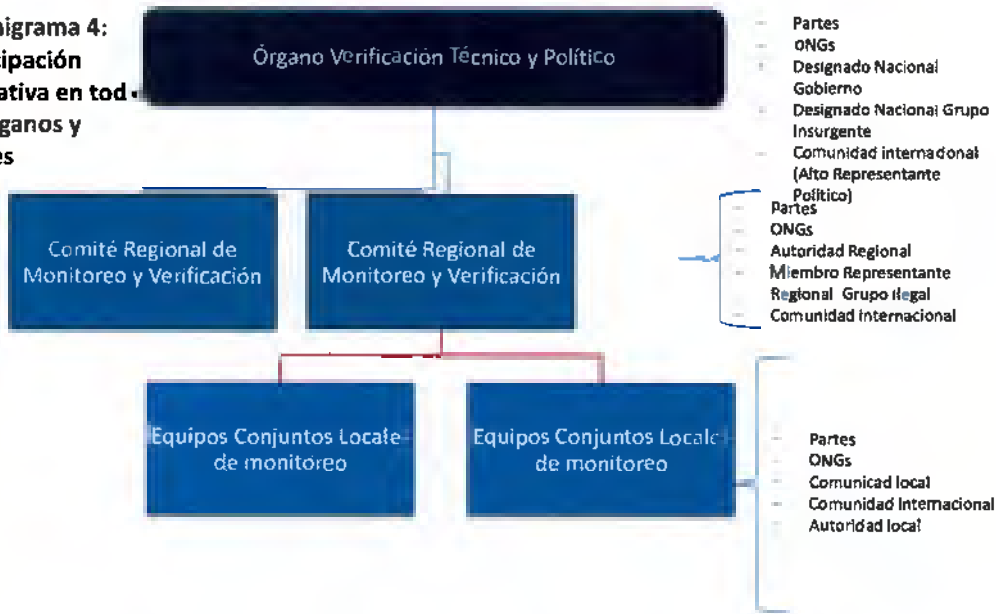 nigrama 4:
cipación
ativa en tod
ganos y
es
Órgano Verificación Técnico y Político
Partes
ONGs
Designado Nacional
Gobierno
Designado Nacional Grupo
Insurgente
Comunidad internacional
(Alto Representante
Político)
Comité Regional de
Monitoreo y Verificación
Comité Regional de
Monitoreo y Verificación
Partes
ONGs
Autoridad Regional
Miembro Representante
Regional Grupo ilegal
Comunidad Internacional
Equipos Conjuntos Locale
de monitoreo
Equipos Conjuntos Locale
de monitoreo
Partes
ONGs
Comunicad local
Comunidad Internacional
Autoridad local